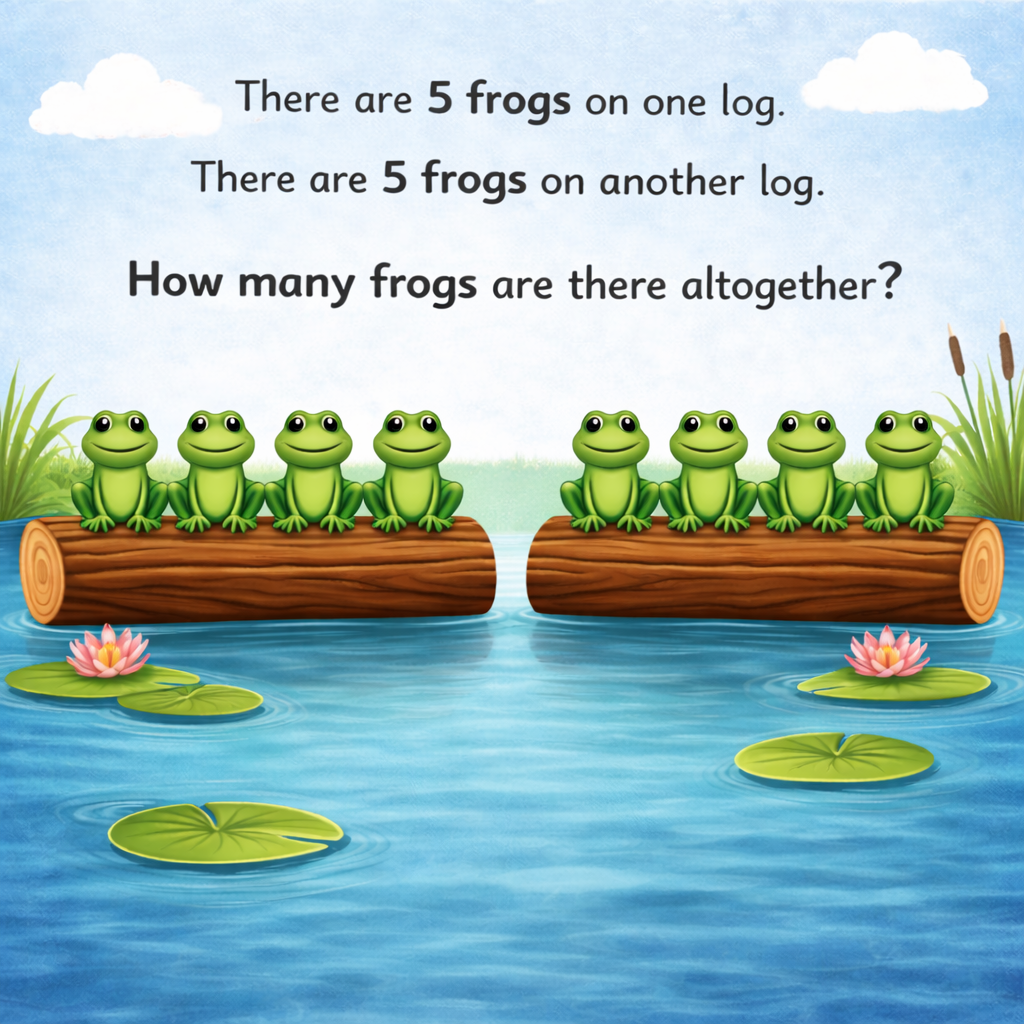 There are 5 frogs on one log.
There are 5 frogs on another log.
How many frogs are there altogether?